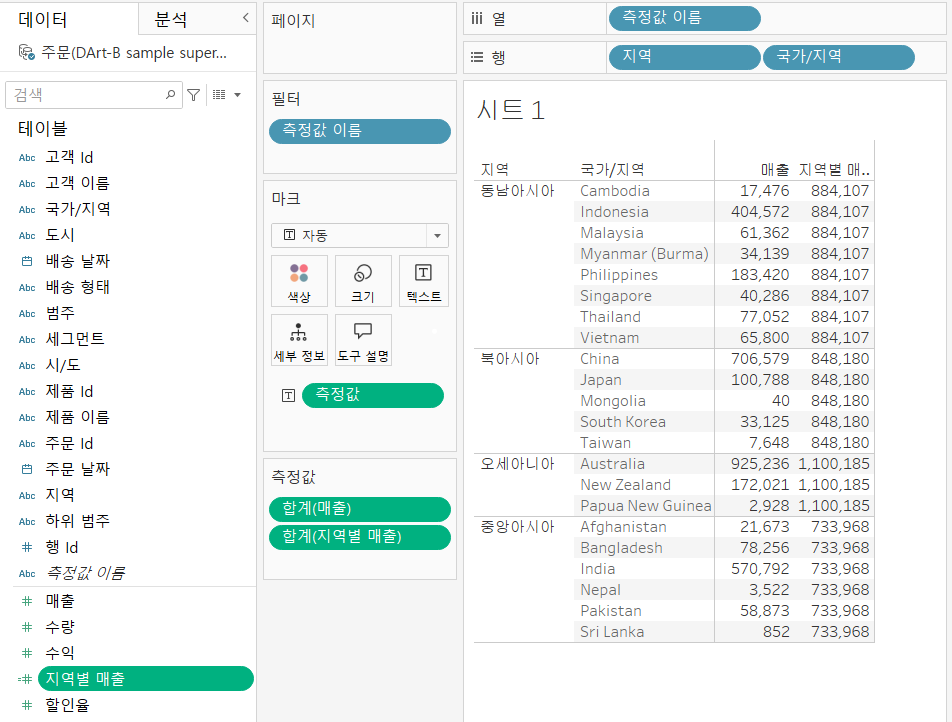 데이터
분석
주문(DArt-B sample super...
검색
테이블
Abc 고객 Id
Abc 고객 이름
Abc 국가/지역
Abc 도시
배송 날짜
Abc 배송 형태
Abc 범주
Abc 세그먼트
Abc 시/도
Abc 제품 Id
Abc 제품 이름
Abc 주문 Id
주문 날짜
Abc 지역
Abc 하위 범주
# 행 Id
Abc 측정값 이름
# 매출
# 수량
# 수익
=# 지역별 매출
# 할인율
페이지
필터
측정값 이름
마크
T 자동
색상
크기
T 텍스트
세부 정보
도구 설명
T 측정값
측정값
합계(매출)
합계(지역별 매출)
iii 열 측정값 이름
행 지역 국가/지역
시트 1
지역 국가/지역 매출 지역별 매..
동남아시아 Cambodia 17,476 884,107
Indonesia 404,572 884,107
Malaysia 61,362 884,107
Myanmar (Burma) 34,139 884,107
Philippines 183,420 884,107
Singapore 40,286 884,107
Thailand 77,052 884,107
Vietnam 65,800 884,107
북아시아 China 706,579 848,180
Japan 100,788 848,180
Mongolia 40 848,180
South Korea 33,125 848,180
Taiwan 7,648 848,180
오세아니아 Australia 925,236 1,100,185
New Zealand 172,021 1,100,185
Papua New Guinea 2,928 1,100,185
중앙아시아 Afghanistan 21,673 733,968
Bangladesh 78,256 733,968
India 570,792 733,968
Nepal 3,522 733,968
Pakistan 58,873 733,968
Sri Lanka 852 733,968